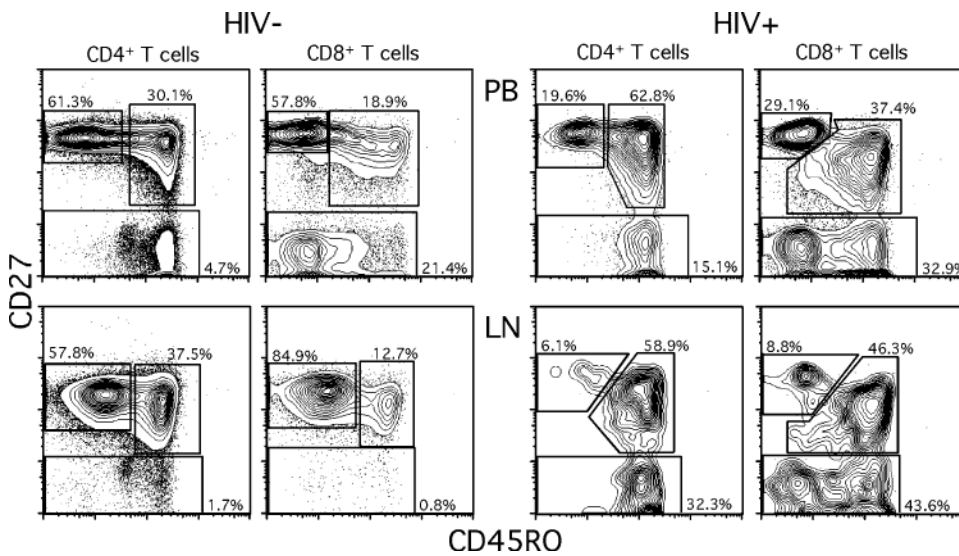 HIV- HIV+
CD4+ T cells CD8+ T cells CD4+ T cells CD8+ T cells
PB
61.3% 30.1% 57.8% 18.9% 19.6% 62.8% 29.1% 37.4%
4.7% 21.4% 15.1% 32.9%
CD27
LN
57.8% 37.5% 84.9% 12.7% 6.1% 58.9% 8.8% 46.3%
1.7% 0.8% 32.3% 43.6%
CD45RO